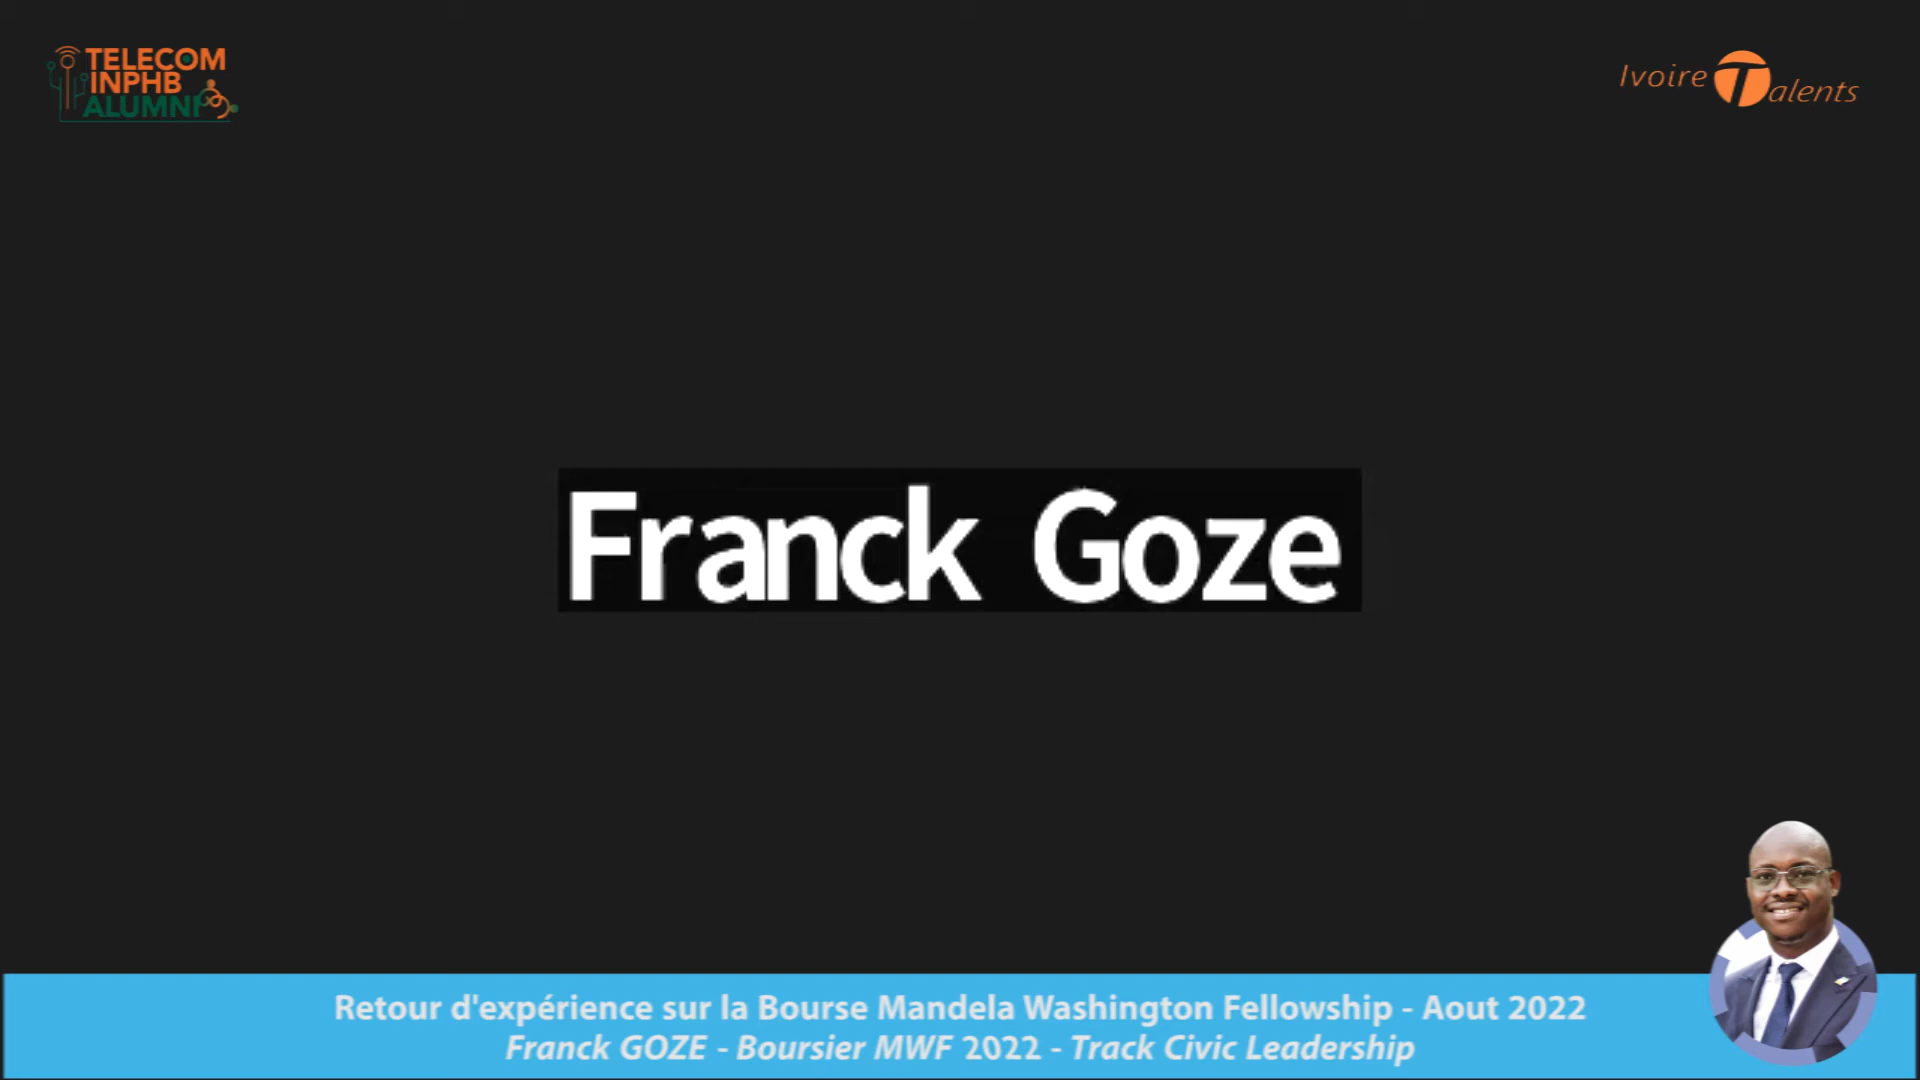 TELECOM
INPHB
ALUMNI
Ivoire Talents
Franck Goze
Retour d'expérience sur la Bourse Mandela Washington Fellowship - Aout 2022
Franck GOZE - Boursier MWF 2022 - Track Civic Leadership